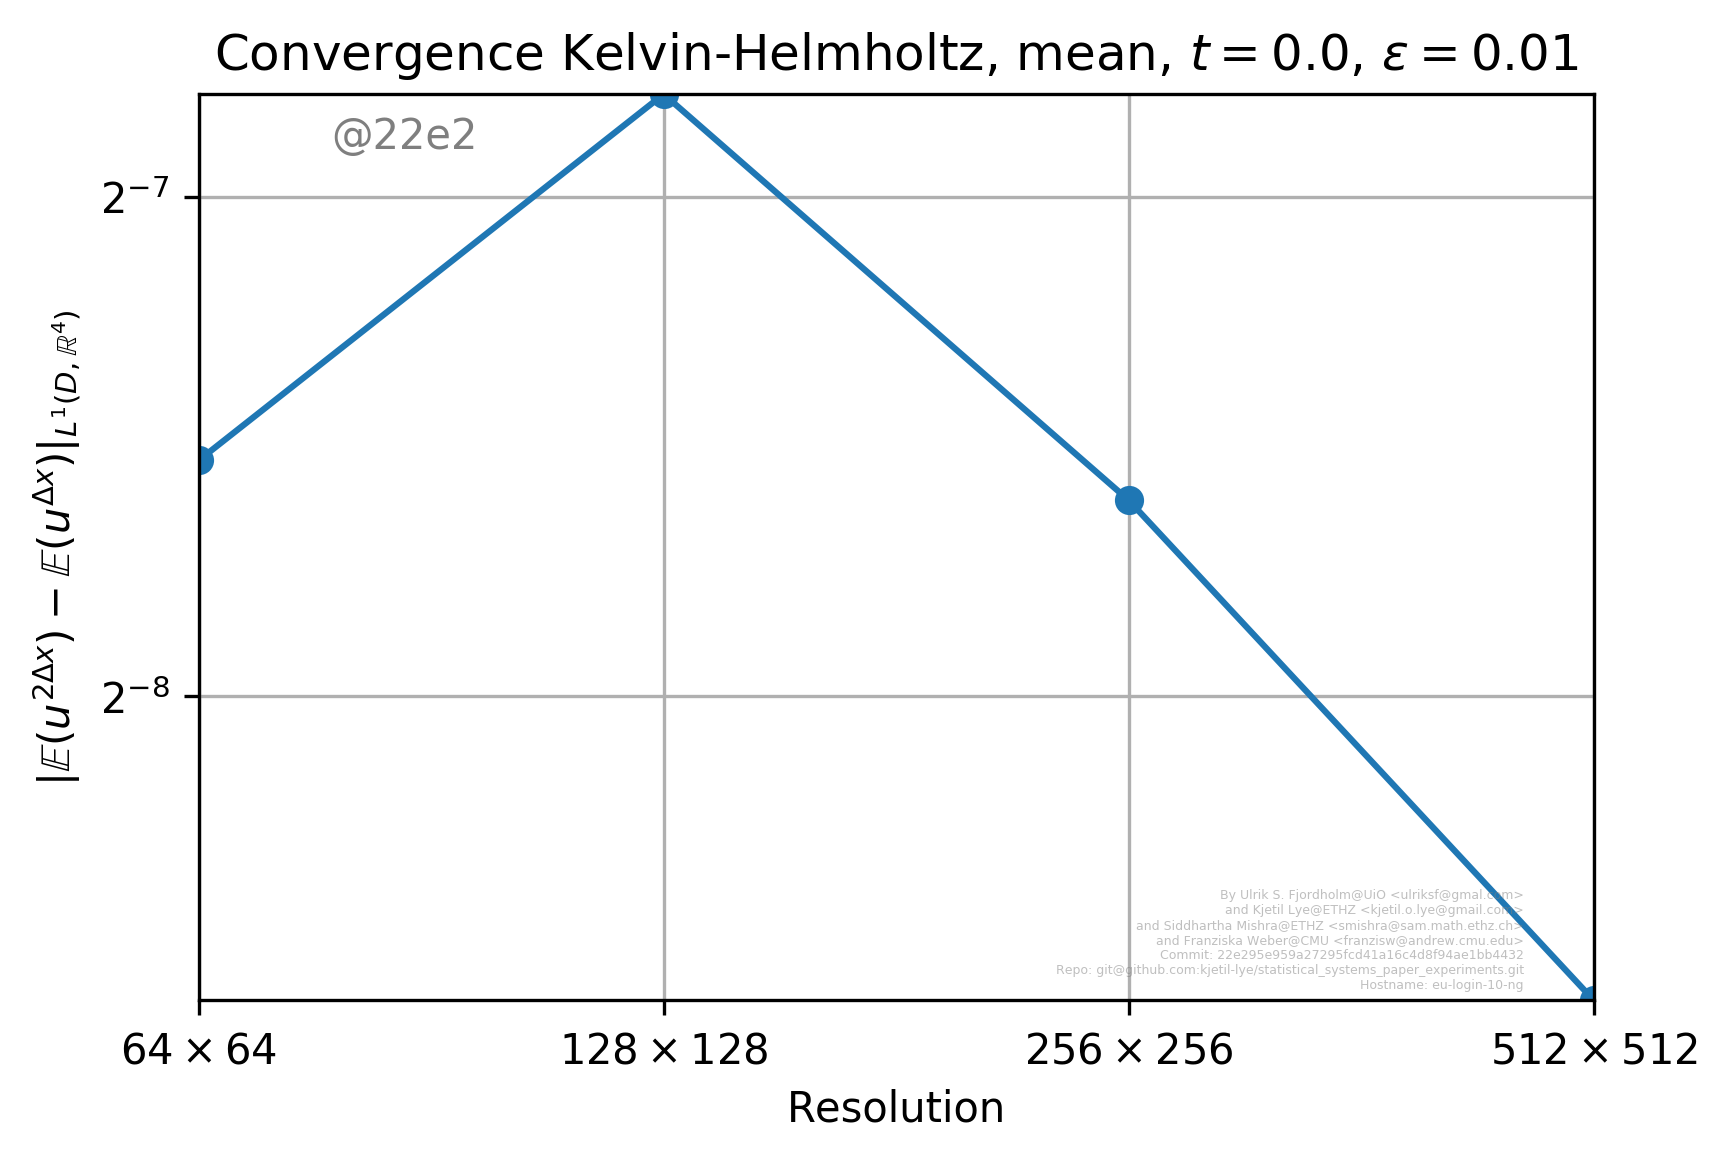 Convergence Kelvin-Helmholtz, mean, t = 0.0, ε = 0.01
@22e2
2⁻⁷
2⁻⁸
|𝔼(u^{2Δx}) − 𝔼(u^{Δx})|_{L¹(D, ℝ⁴)}
By Ulrik S. Fjordholm@UiO <ulriksf@gmal.com>
and Kjetil Lye@ETHZ <kjetil.o.lye@gmail.com>
and Siddhartha Mishra@ETHZ <smishra@sam.math.ethz.ch>
and Franziska Weber@CMU <franzisw@andrew.cmu.edu>
Commit: 22e295e959a27295fcd41a16c4d8f94ae1bb4432
Repo: git@github.com:kjetil-lye/statistical_systems_paper_experiments.git
Hostname: eu-login-10-ng
64 × 64 128 × 128 256 × 256 512 × 512
Resolution